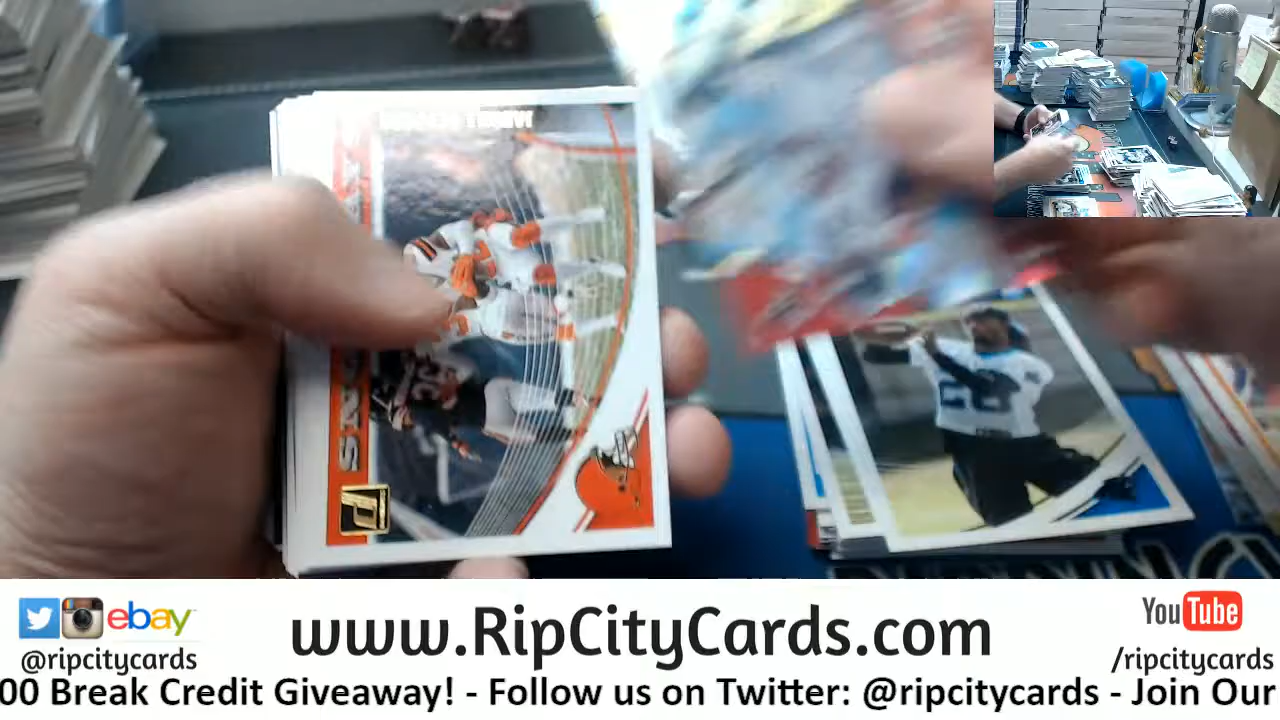 ebay
@ripcitycards
www.RipCityCards.com
YouTube
/ripcitycards
00 Break Credit Giveaway! - Follow us on Twitter: @ripcitycards - Join Our